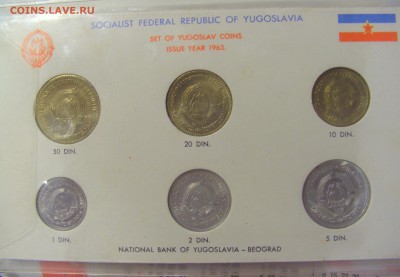 COINS.LAVE.RU
SOCIALIST FEDERAL REPUBLIC OF YUGOSLAVIA
SET OF YUGOSLAV COINS
ISSUE YEAR 1963.
50 DIN.
20 DIN.
10 DIN.
1 DIN.
2 DIN.
5 DIN.
NATIONAL BANK OF YUGOSLAVIA – BEOGRAD